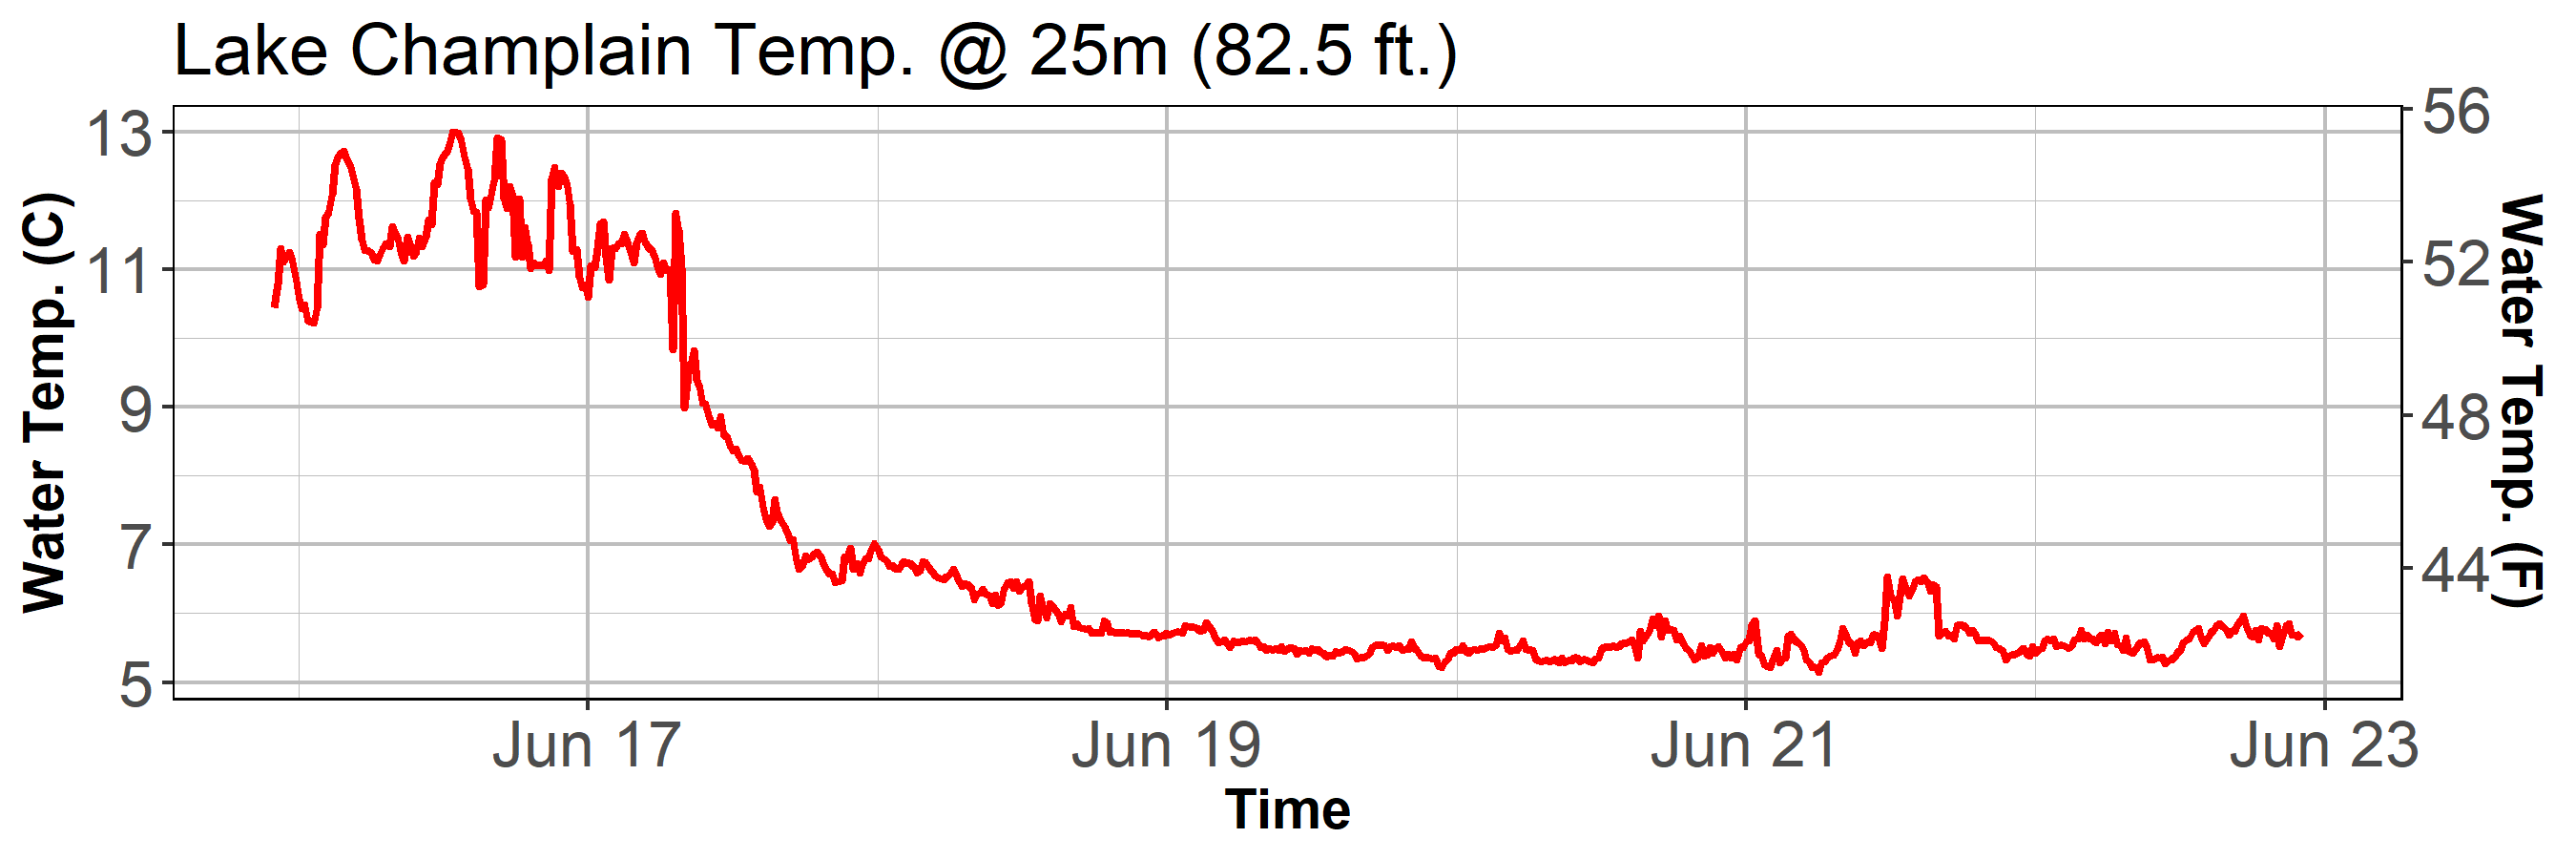 Lake Champlain Temp. @ 25m (82.5 ft.)
Water Temp. (C)
13
11
9
7
5
56
52
48
44
Water Temp. (F)
Jun 17 Jun 19 Jun 21 Jun 23
Time